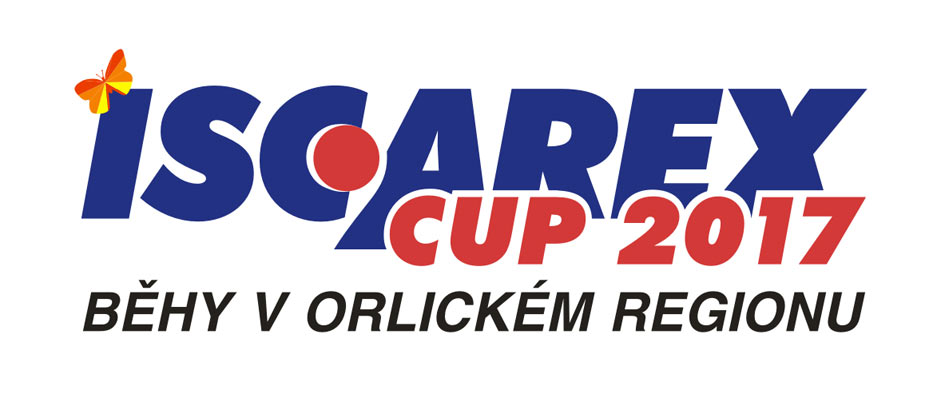 ISCAREX
CUP 2017
BĚHY V ORLICKÉM REGIONU